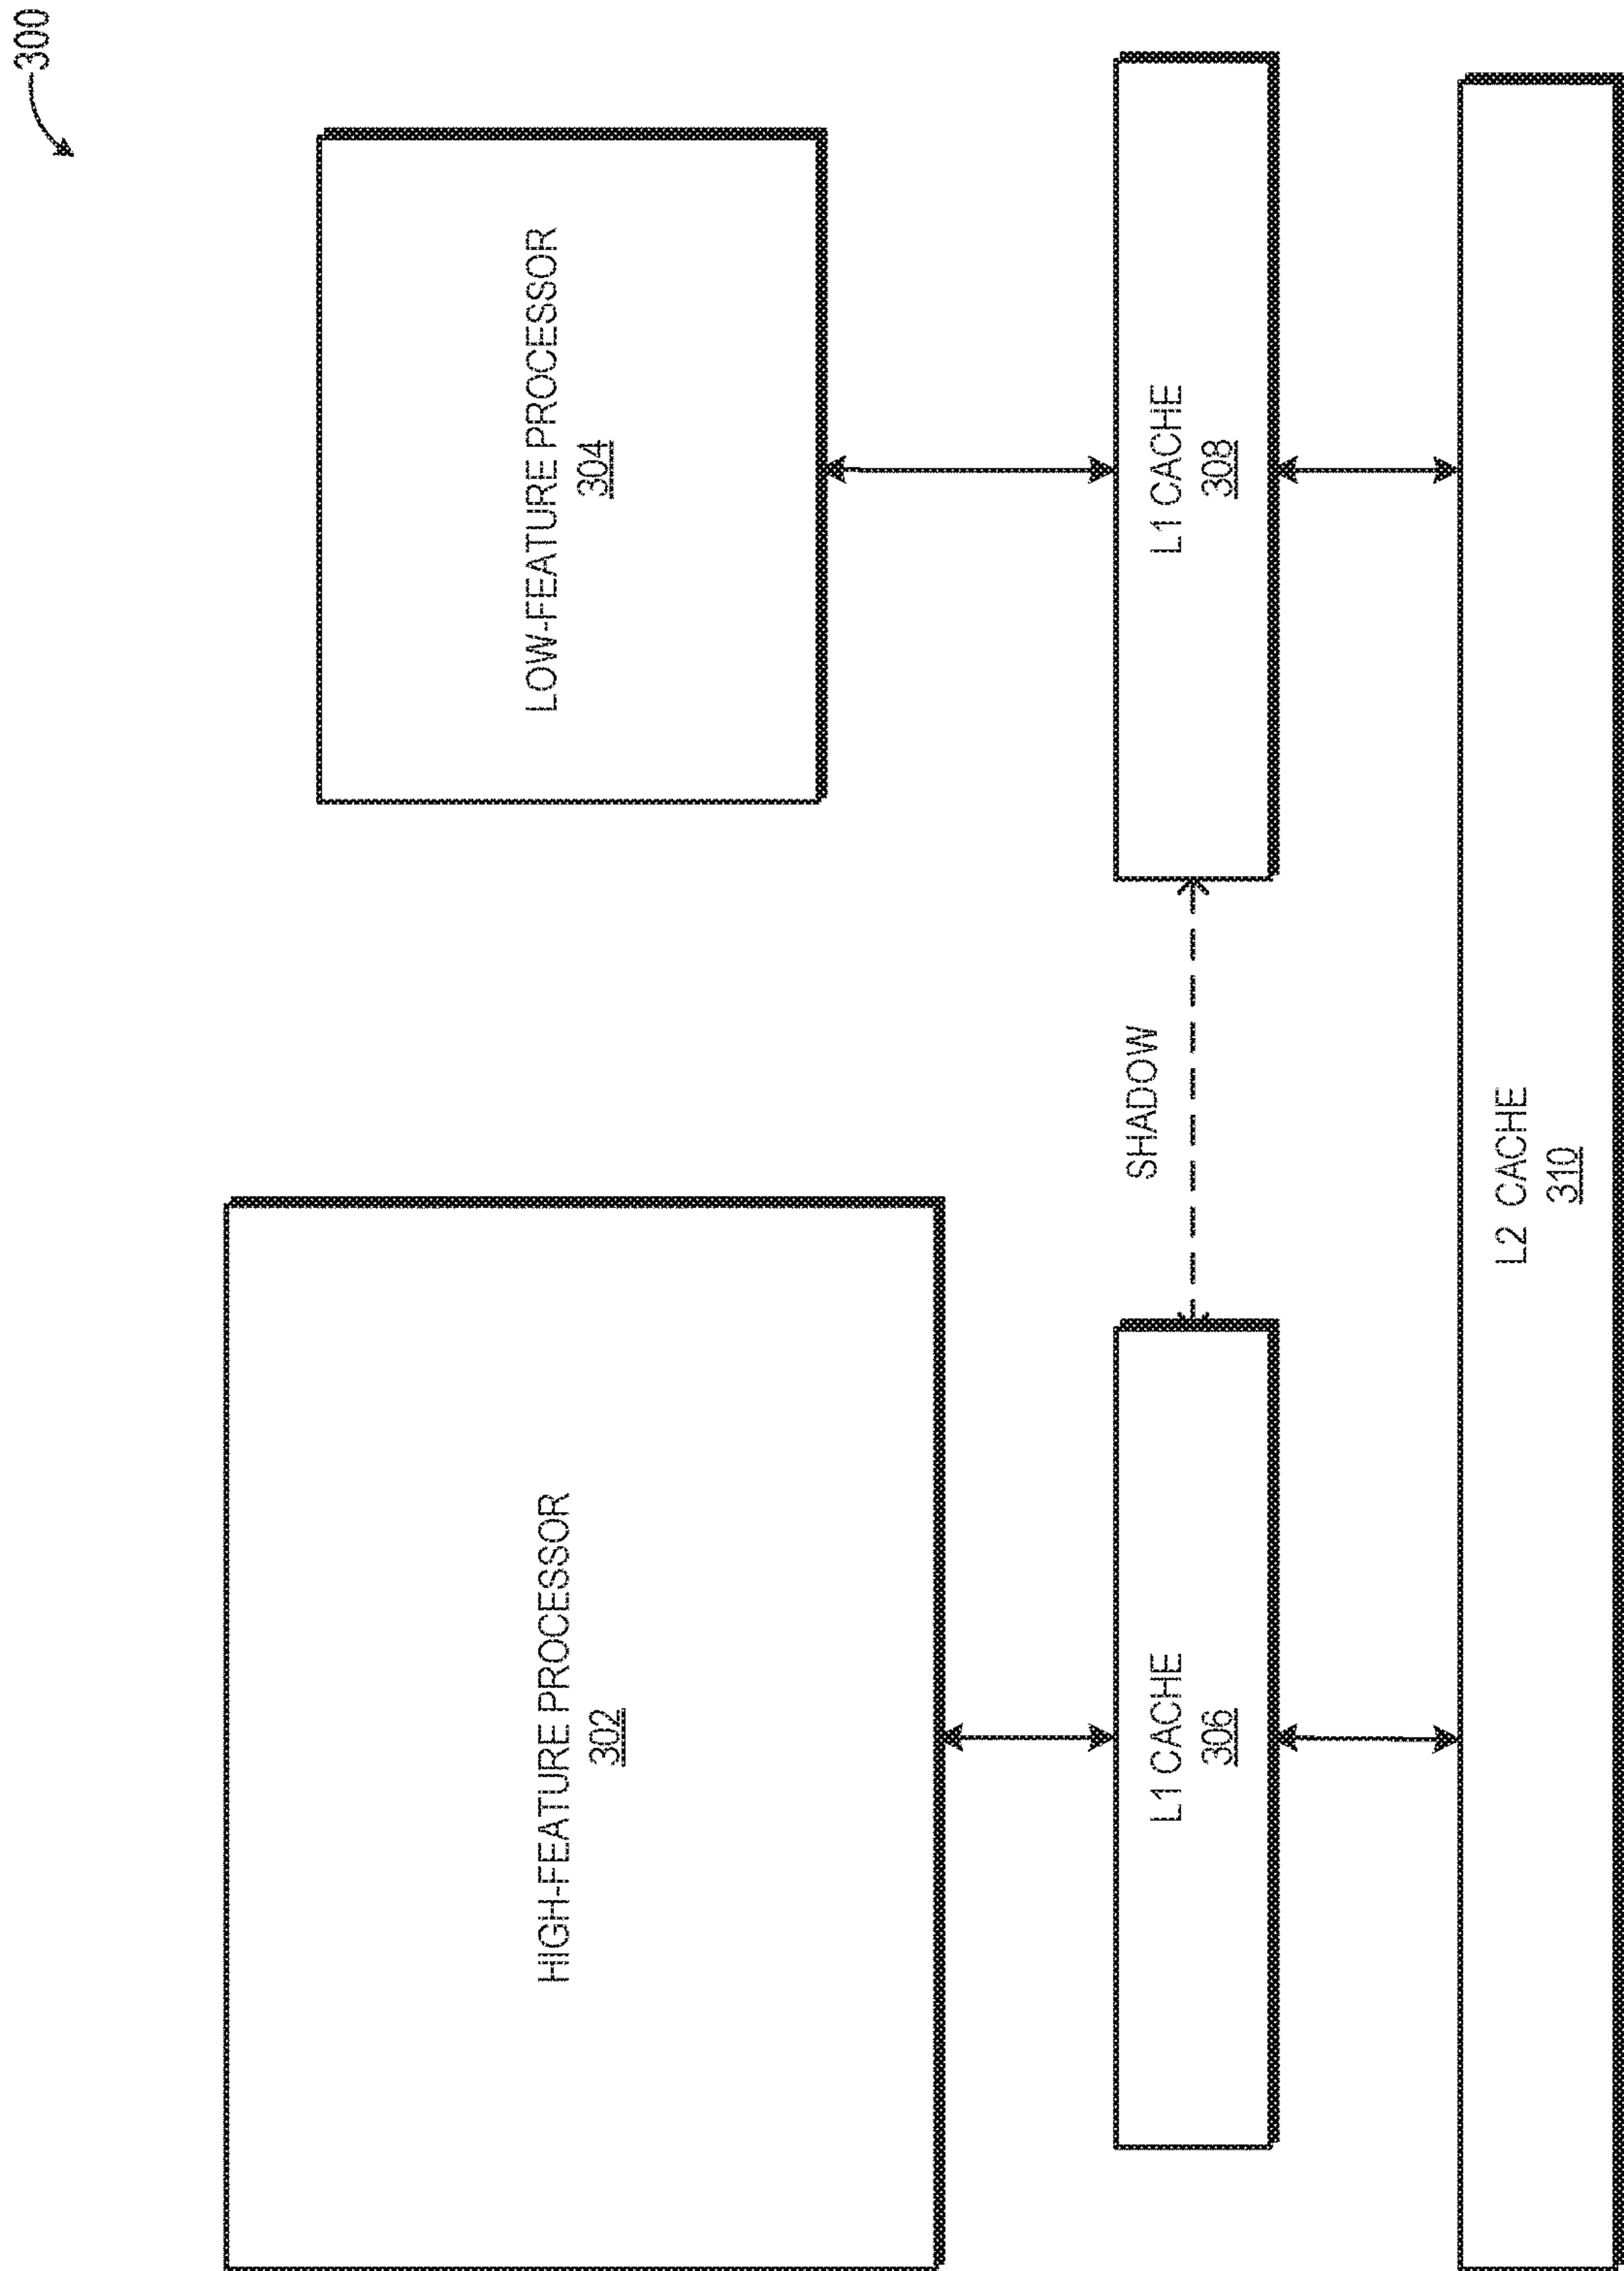 300
HIGH-FEATURE PROCESSOR
302
LOW-FEATURE PROCESSOR
304
L1 CACHE
306
SHADOW
L1 CACHE
308
L2 CACHE
310